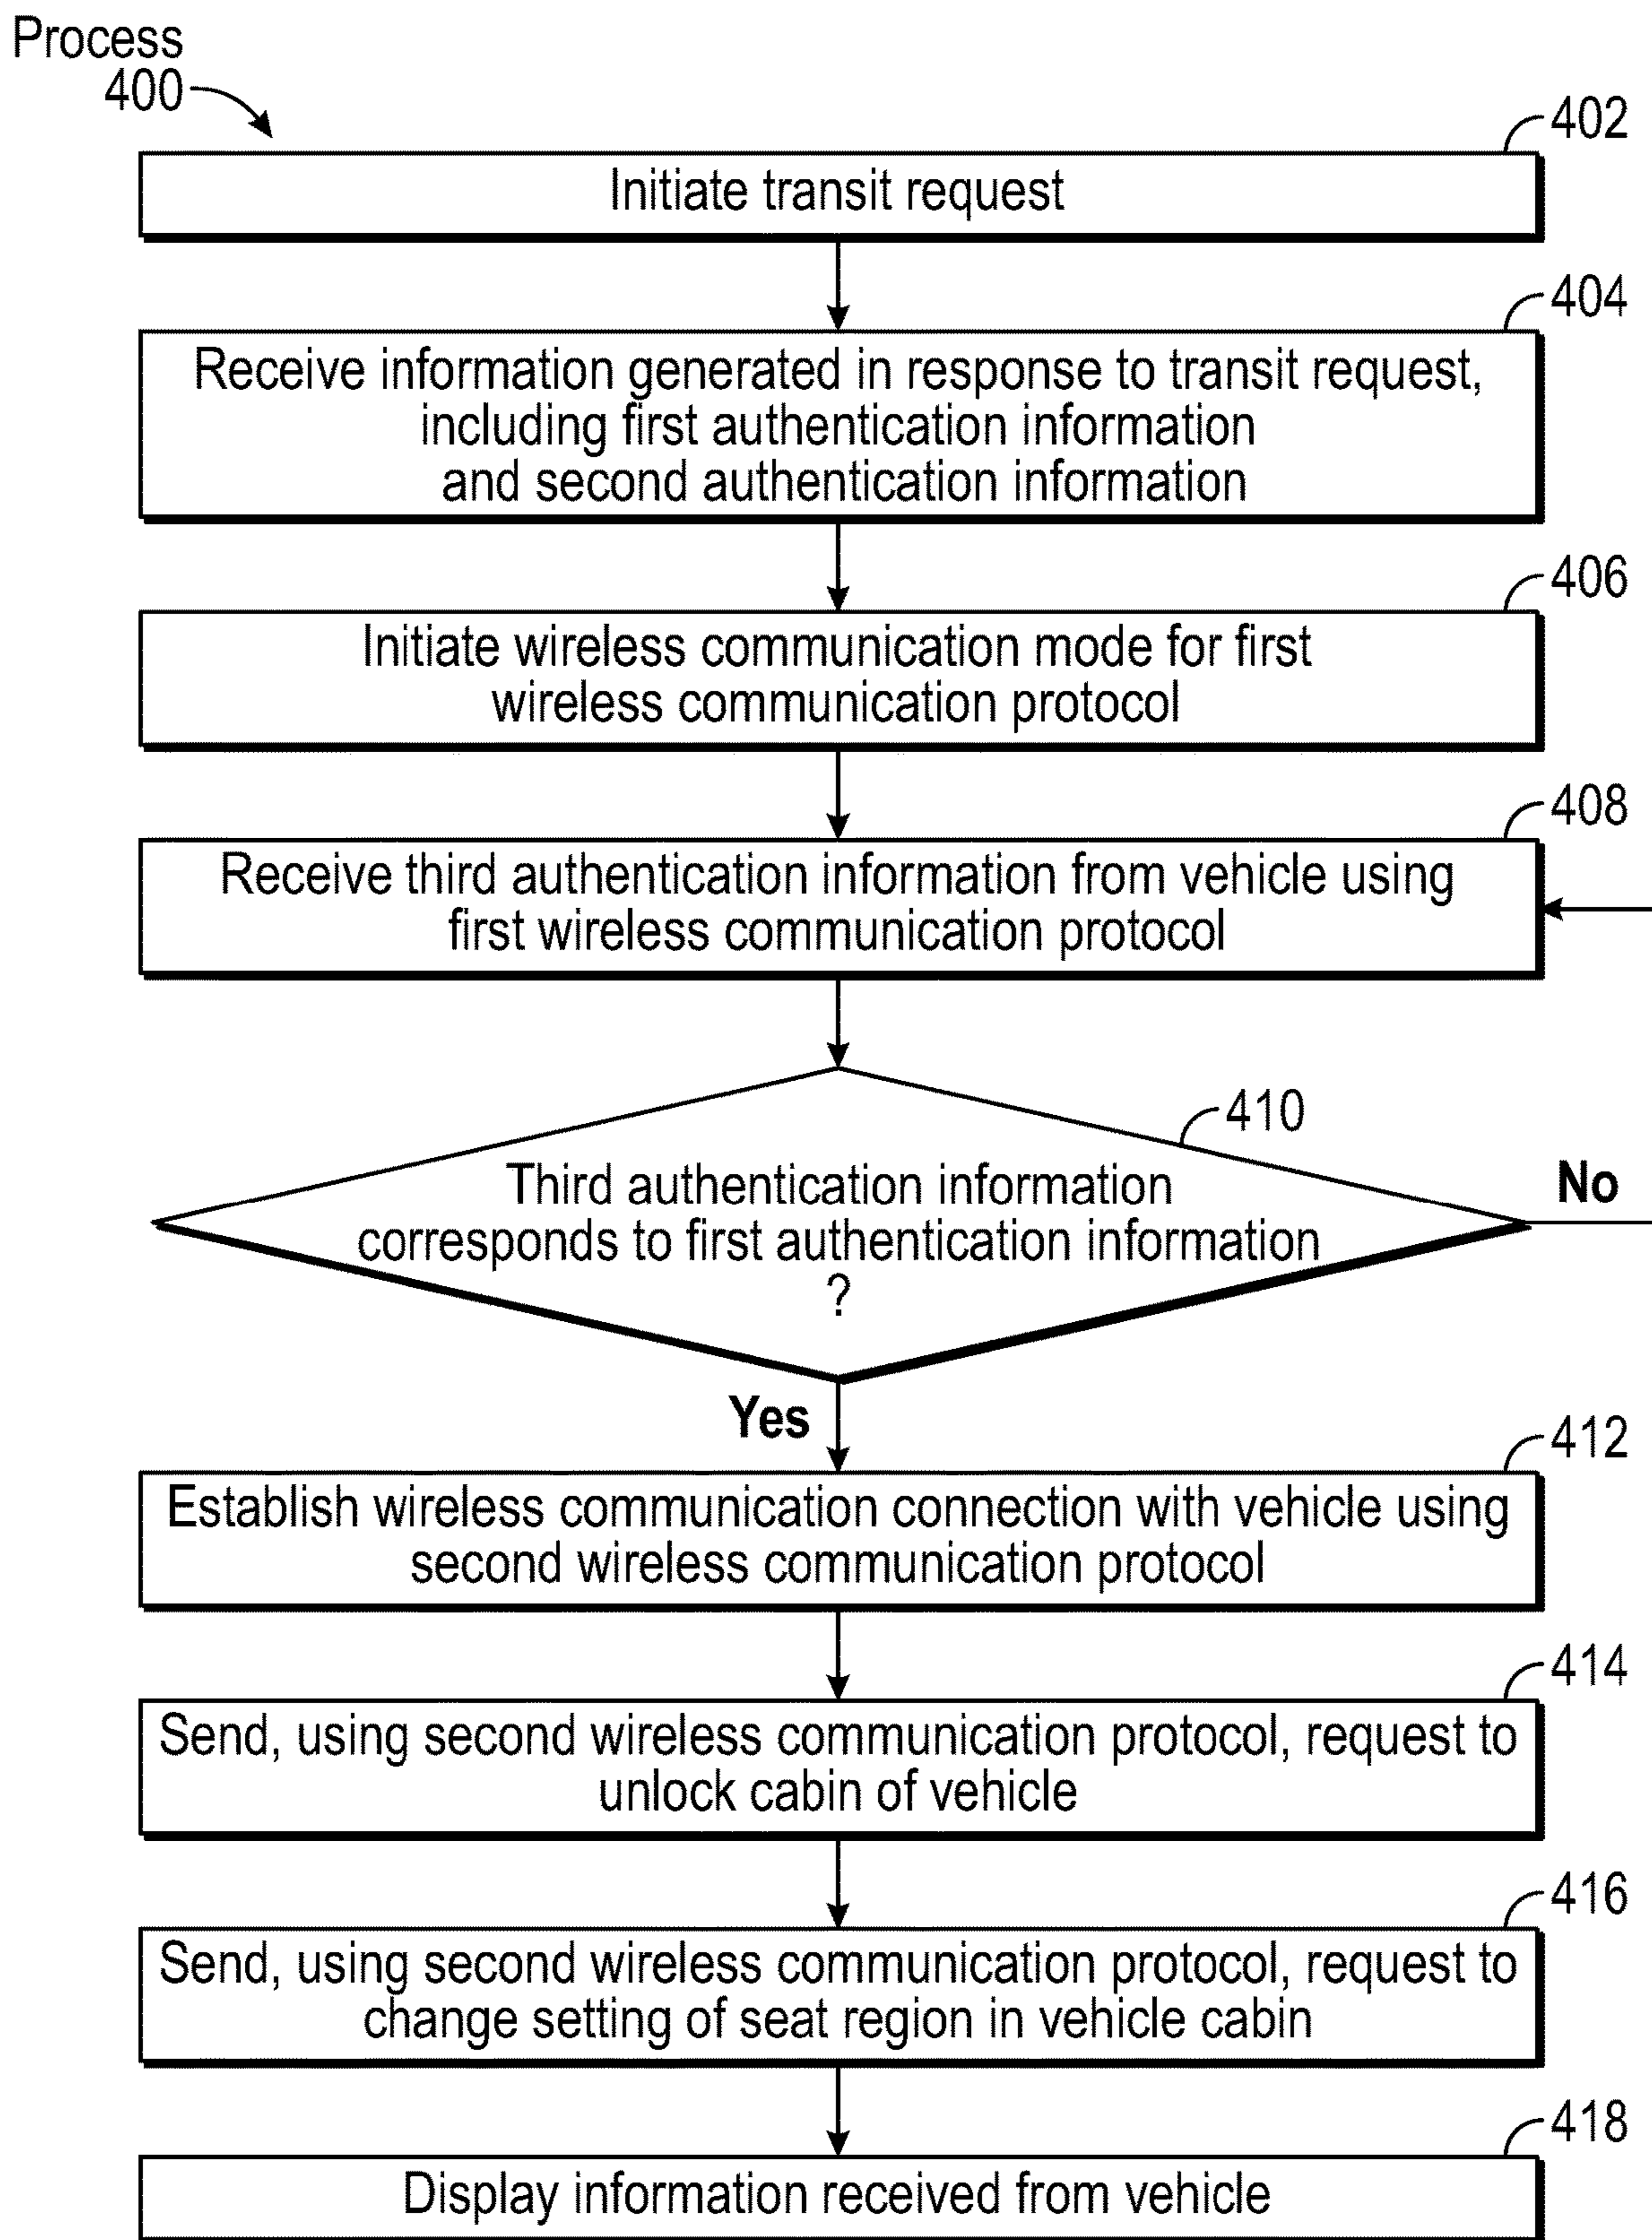 Process
400
402
Initiate transit request
404
Receive information generated in response to transit request,
including first authentication information
and second authentication information
406
Initiate wireless communication mode for first
wireless communication protocol
408
Receive third authentication information from vehicle using
first wireless communication protocol
410
Third authentication information
corresponds to first authentication information
?
No
Yes
412
Establish wireless communication connection with vehicle using
second wireless communication protocol
414
Send, using second wireless communication protocol, request to
unlock cabin of vehicle
416
Send, using second wireless communication protocol, request to
change setting of seat region in vehicle cabin
418
Display information received from vehicle